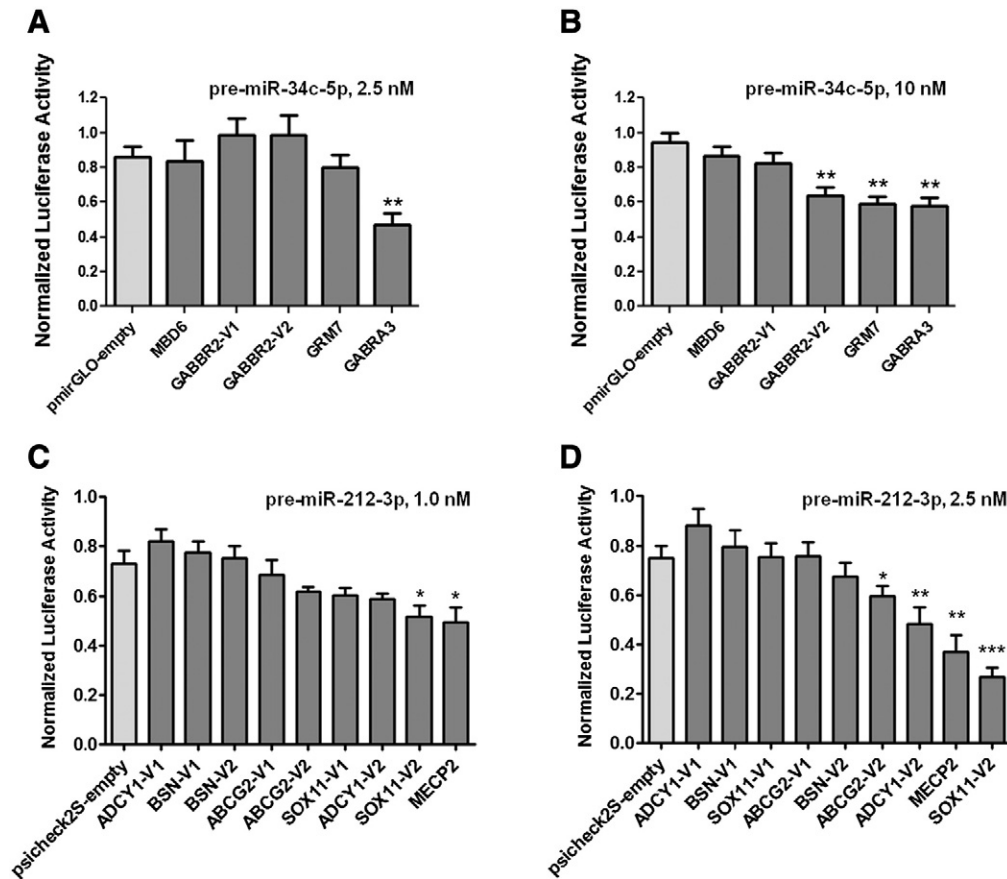 A
pre-miR-34c-5p, 2.5 nM
Normalized Luciferase Activity
1.2
1.0
0.8
0.6
0.4
0.2
0.0
**
pmirGLO-empty
MBD6
GABBR2-V1
GABBR2-V2
GRM7
GABRA3
B
pre-miR-34c-5p, 10 nM
Normalized Luciferase Activity
1.2
1.0
0.8
0.6
0.4
0.2
0.0
**
**
**
pmirGLO-empty
MBD6
GABBR2-V1
GABBR2-V2
GRM7
GABRA3
C
pre-miR-212-3p, 1.0 nM
Normalized Luciferase Activity
1.0
0.8
0.6
0.4
0.2
0.0
*
*
psicheck2S-empty
ADCY1-V1
BSN-V1
BSN-V2
ABCG2-V1
ABCG2-V2
SOX11-V1
ADCY1-V2
SOX11-V2
MECP2
D
pre-miR-212-3p, 2.5 nM
Normalized Luciferase Activity
1.0
0.8
0.6
0.4
0.2
0.0
*
**
**
***
psicheck2S-empty
ADCY1-V1
BSN-V1
SOX11-V1
ABCG2-V1
BSN-V2
ABCG2-V2
ADCY1-V2
MECP2
SOX11-V2